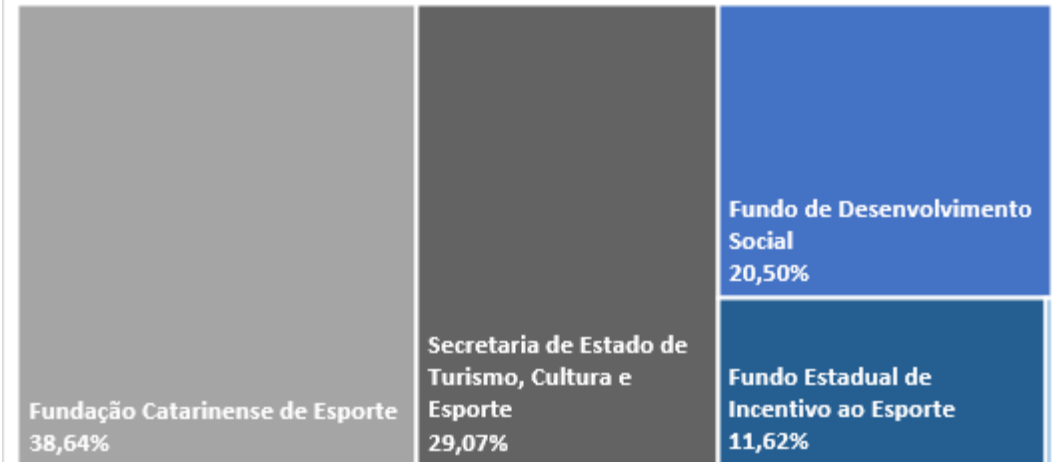 Fundação Catarinense de Esporte
38,64%
Secretaria de Estado de
Turismo, Cultura e
Esporte
29,07%
Fundo de Desenvolvimento
Social
20,50%
Fundo Estadual de
Incentivo ao Esporte
11,62%